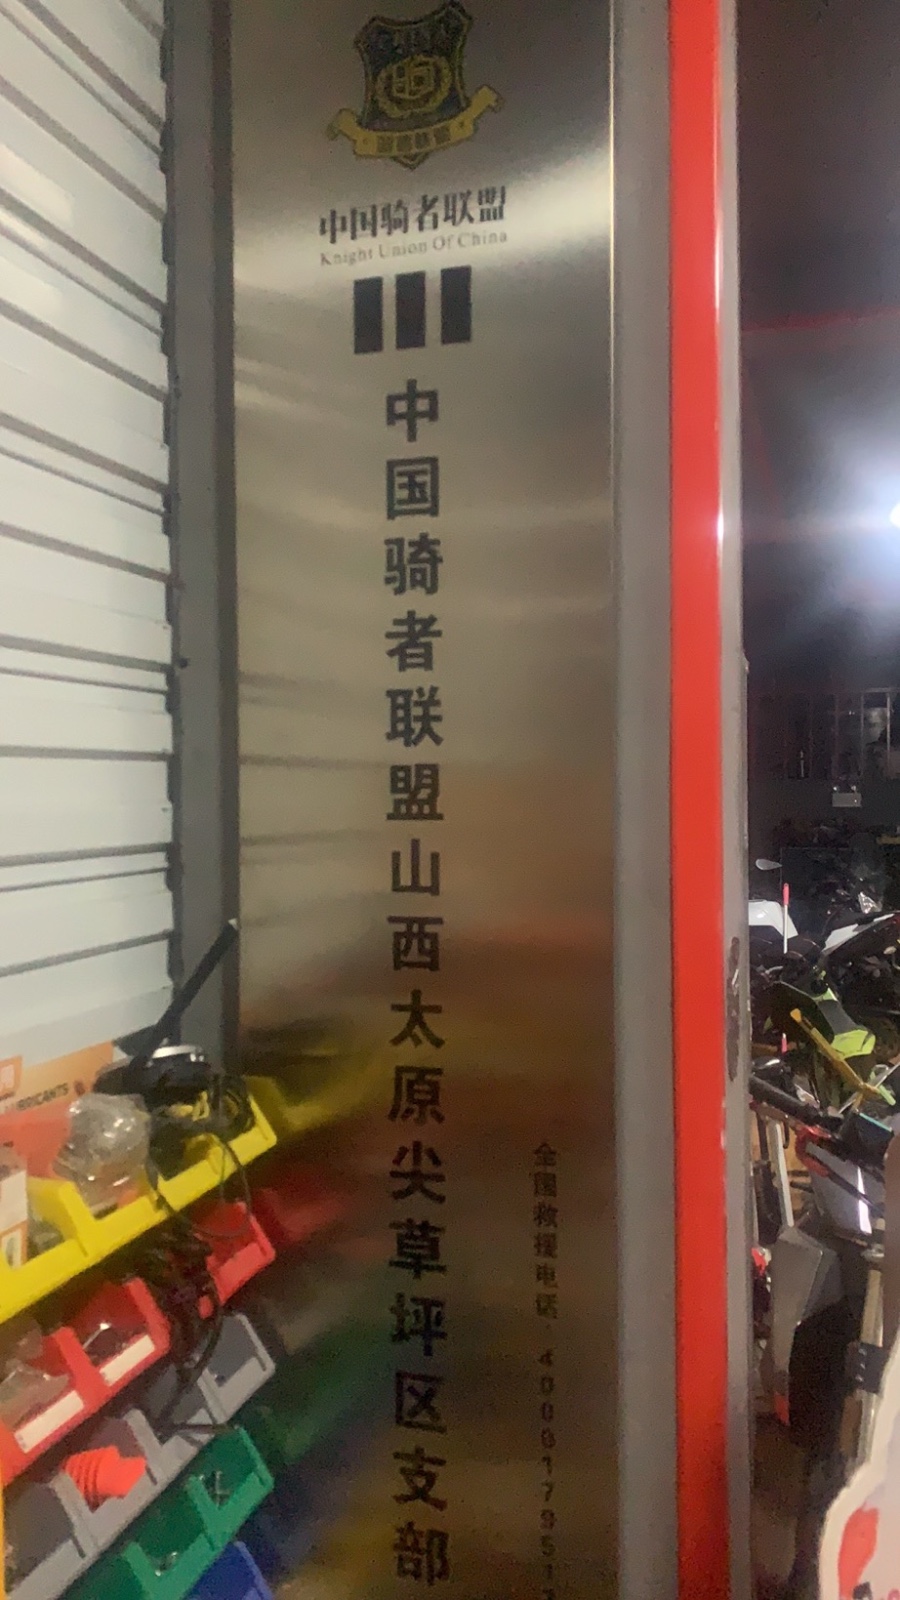 中国骑者联盟
Knight Union Of China
中国骑者联盟山西太原尖草坪区支部
全国救援电话
RICANTS